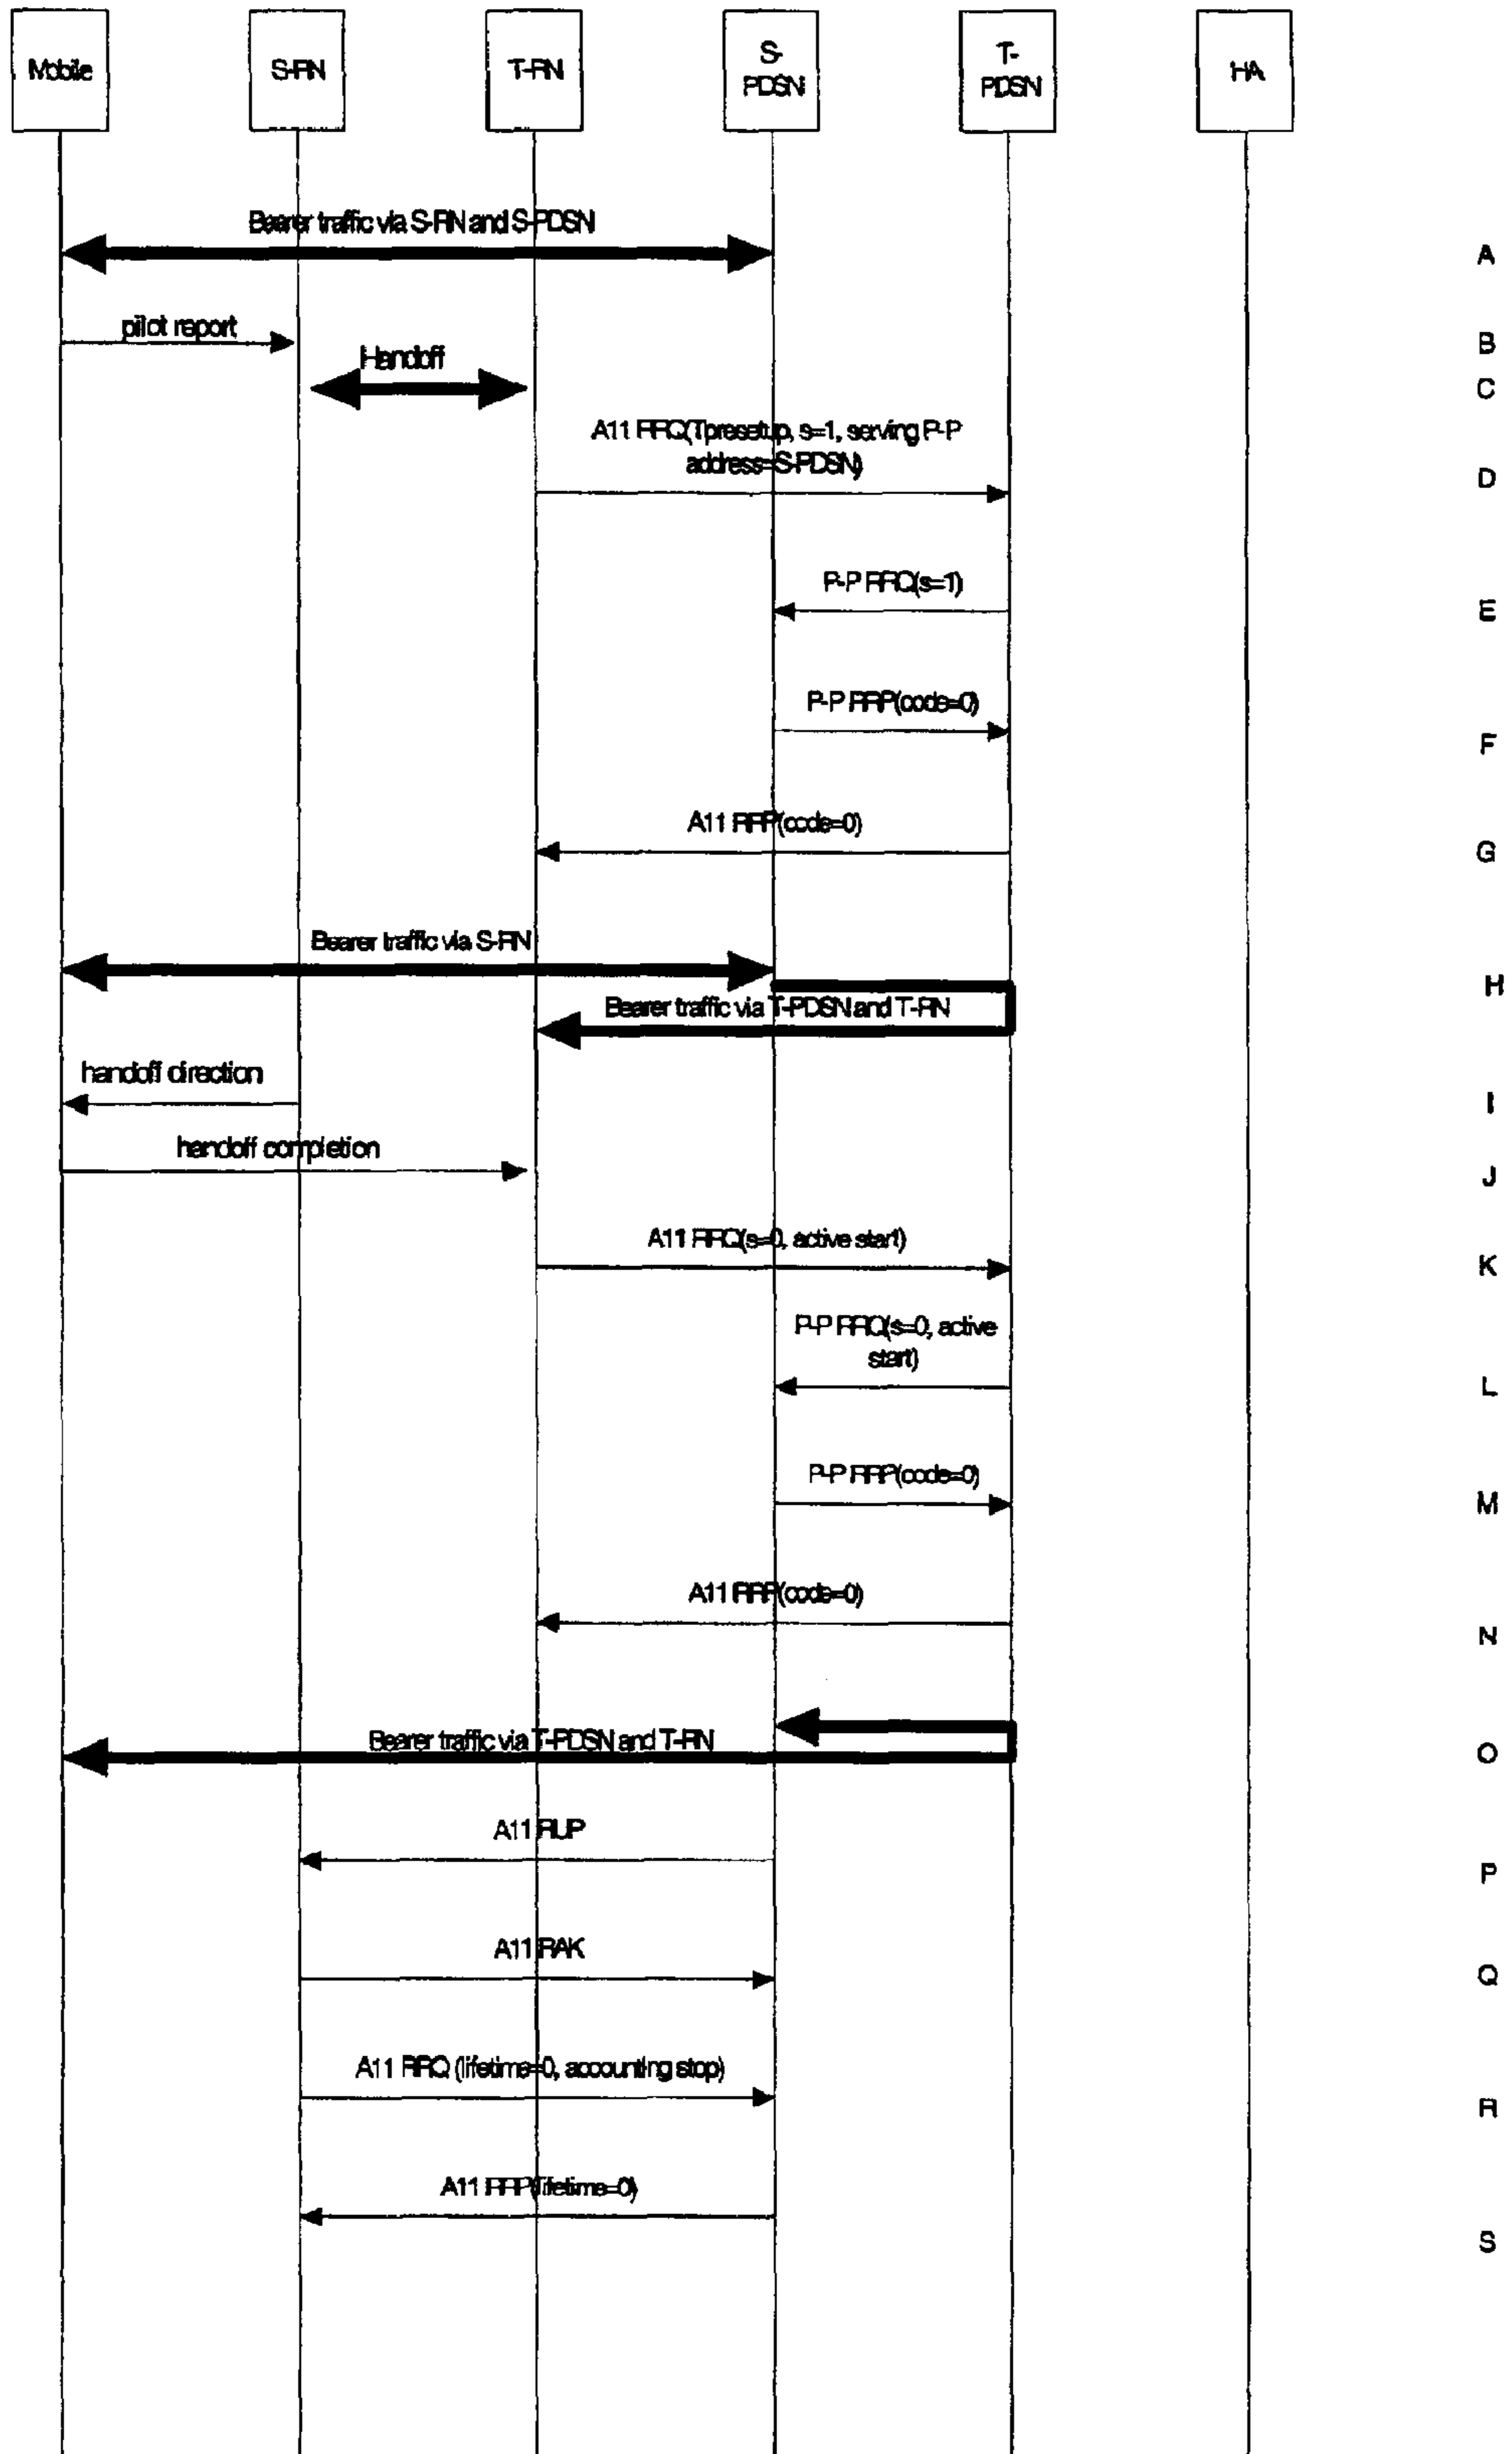 Mobile
S-RN
T-RN
S-
PDSN
T-
PDSN
HA
Bearer traffic via S-RN and S-PDSN
A
pilot report
B
Handoff
C
A11 RRQ(Tpresetup, s=1, serving P-P
address=S-PDSN)
D
P-P RRQ(s=1)
E
P-P RRP(code=0)
F
A11 RRP(code=0)
G
Bearer traffic via S-RN
H
Bearer traffic via T-PDSN and T-RN
handoff direction
I
handoff completion
J
A11 RRQ(s=0, active start)
K
P-P RRQ(s=0, active
start)
L
P-P RRP(code=0)
M
A11 RRP(code=0)
N
Bearer traffic via T-PDSN and T-RN
O
A11 RUP
P
A11 RAK
Q
A11 RRQ (lifetime=0, accounting stop)
R
A11 RRP(lifetime=0)
S